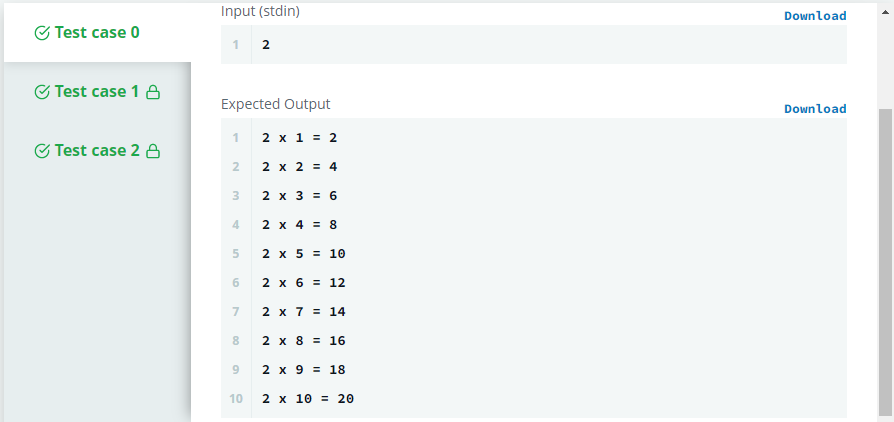 Test case 0
Test case 1
Test case 2
Input (stdin)
Download
1 2
Expected Output
Download
1 2 x 1 = 2
2 2 x 2 = 4
3 2 x 3 = 6
4 2 x 4 = 8
5 2 x 5 = 10
6 2 x 6 = 12
7 2 x 7 = 14
8 2 x 8 = 16
9 2 x 9 = 18
10 2 x 10 = 20